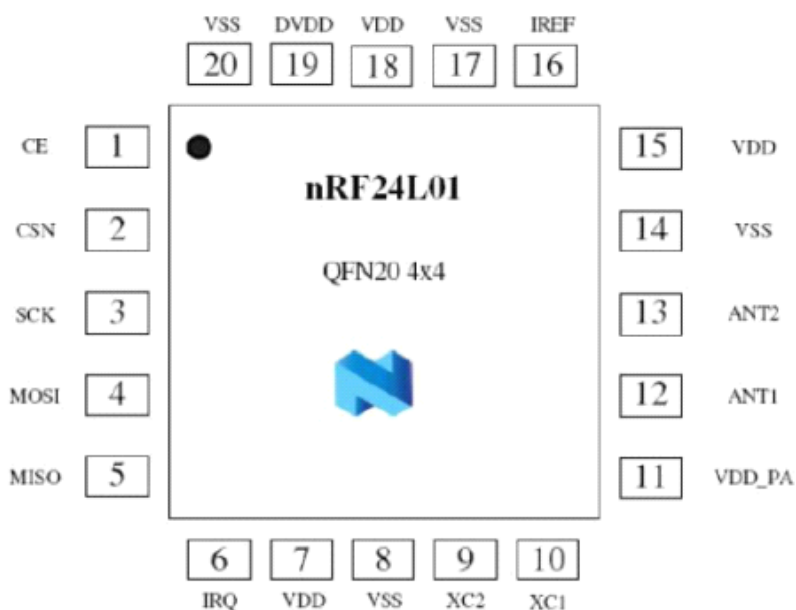 VSS DVDD VDD VSS IREF
20 19 18 17 16
CE 1 15 VDD
nRF24L01
CSN 2 14 VSS
QFN20 4x4
SCK 3 13 ANT2
MOSI 4 12 ANT1
MISO 5 11 VDD_PA
6 7 8 9 10
IRQ VDD VSS XC2 XC1